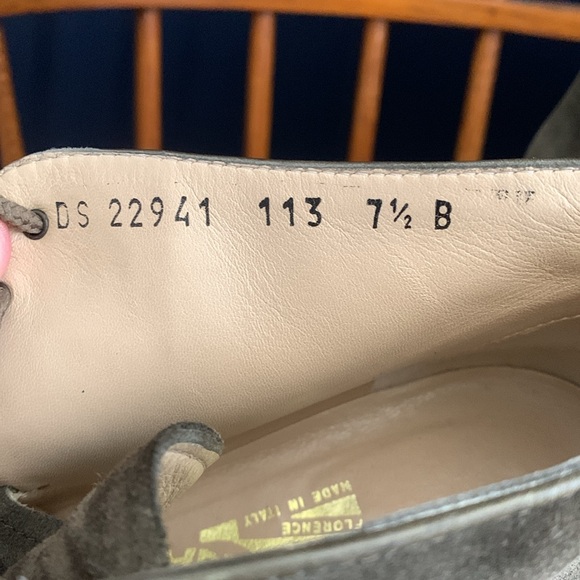 DS 22941 113 7½ B
FLORENCE
MADE IN ITALY